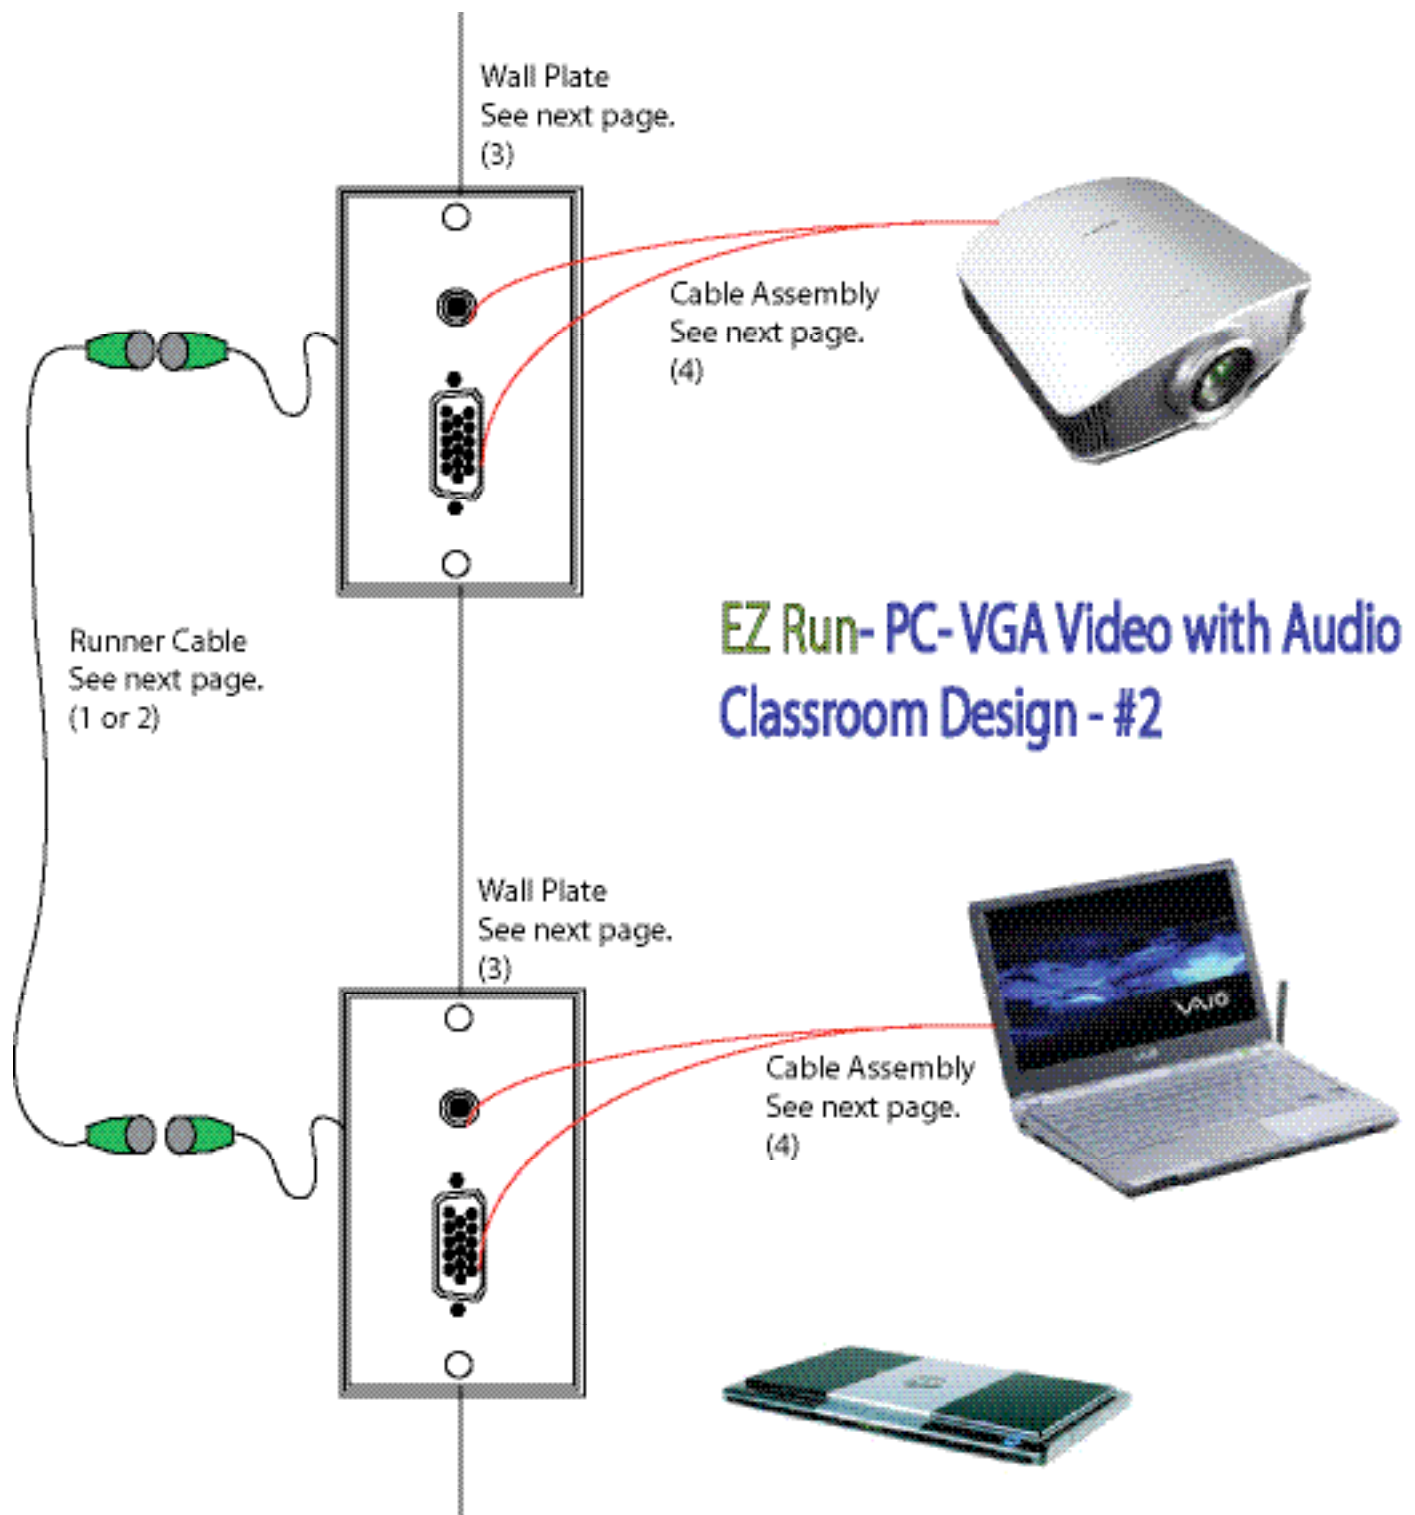 Wall Plate
See next page.
(3)
Cable Assembly
See next page.
(4)
Runner Cable
See next page.
(1 or 2)
EZ Run- PC- VGA Video with Audio
Classroom Design - #2
Wall Plate
See next page.
(3)
VAIO
Cable Assembly
See next page.
(4)